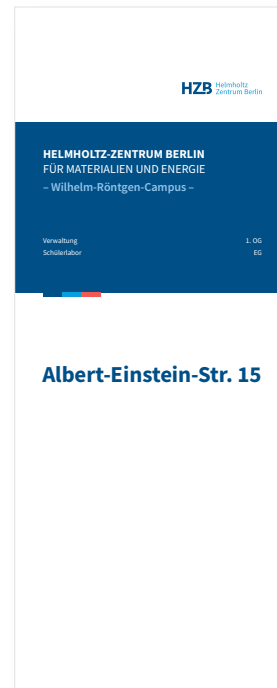 HZB Helmholtz
Zentrum Berlin
HELMHOLTZ-ZENTRUM BERLIN
FÜR MATERIALIEN UND ENERGIE
– Wilhelm-Röntgen-Campus –
Verwaltung 1. OG
Schülerlabor EG
Albert-Einstein-Str. 15